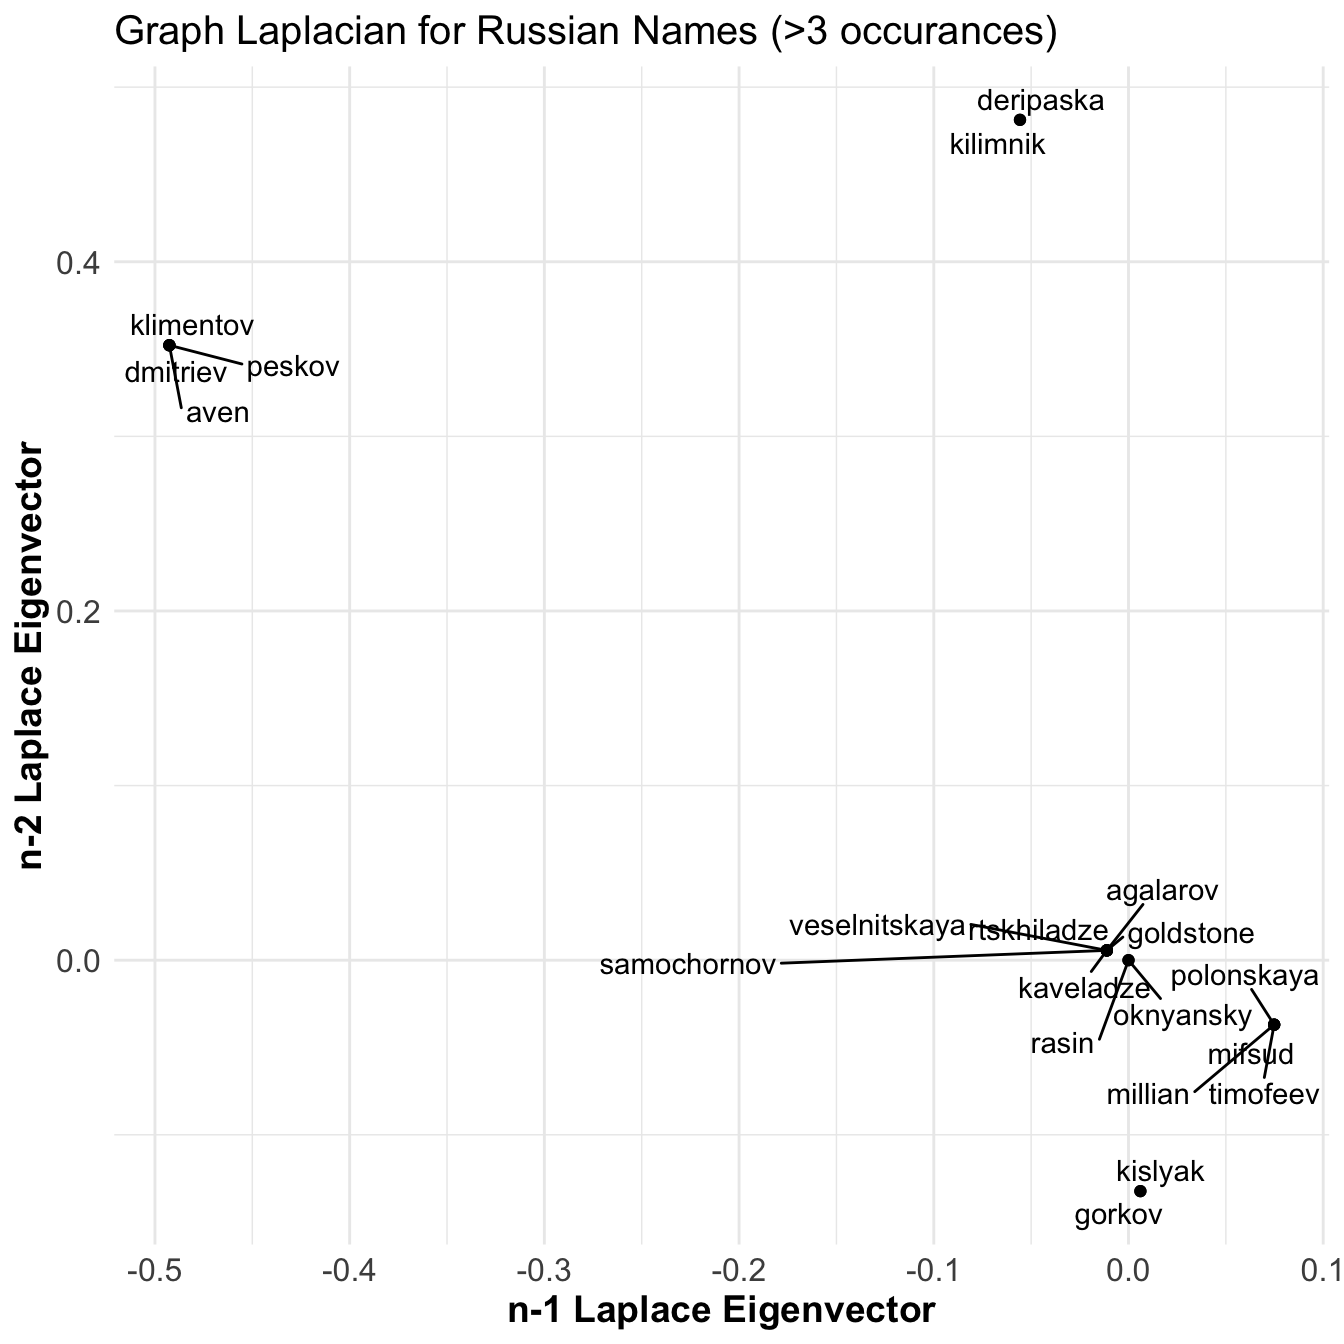 Graph Laplacian for Russian Names (>3 occurances)
deripaska
kilimnik
0.4
klimentov
peskov
dmitriev
aven
n-2 Laplace Eigenvector
0.2
agalarov
veselnitskaya
rtskhiladze
goldstone
0.0
samochornov
polonskaya
kaveladze
oknyansky
rasin
mifsud
millian
timofeev
kislyak
gorkov
-0.5 -0.4 -0.3 -0.2 -0.1 0.0 0.1
n-1 Laplace Eigenvector